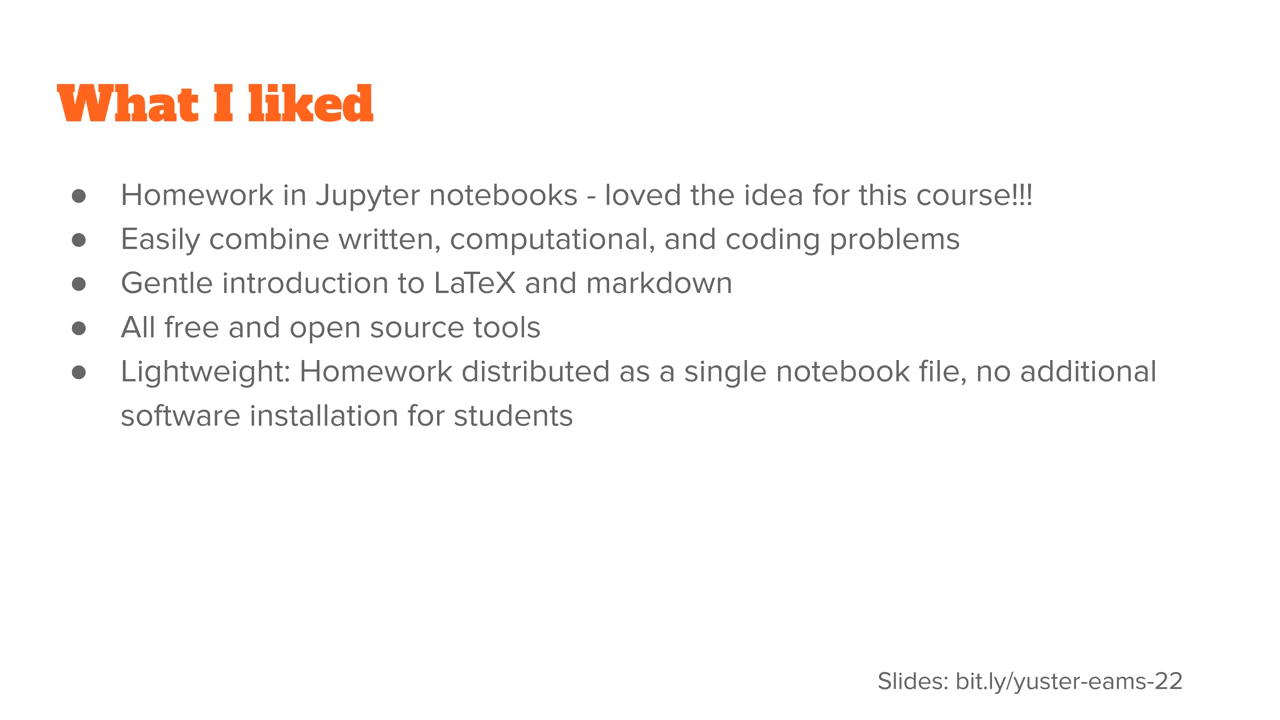 What I liked
● Homework in Jupyter notebooks - loved the idea for this course!!!
● Easily combine written, computational, and coding problems
● Gentle introduction to LaTeX and markdown
● All free and open source tools
● Lightweight: Homework distributed as a single notebook file, no additional
software installation for students
Slides: bit.ly/yuster-eams-22